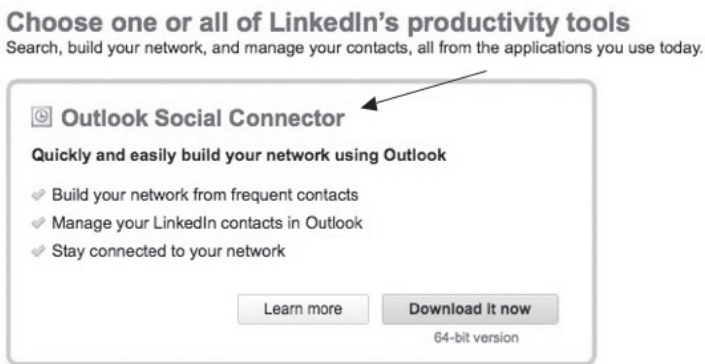 Choose one or all of LinkedIn's productivity tools
Search, build your network, and manage your contacts, all from the applications you use today.
Outlook Social Connector
Quickly and easily build your network using Outlook
Build your network from frequent contacts
Manage your LinkedIn contacts in Outlook
Stay connected to your network
Learn more Download it now
64-bit version